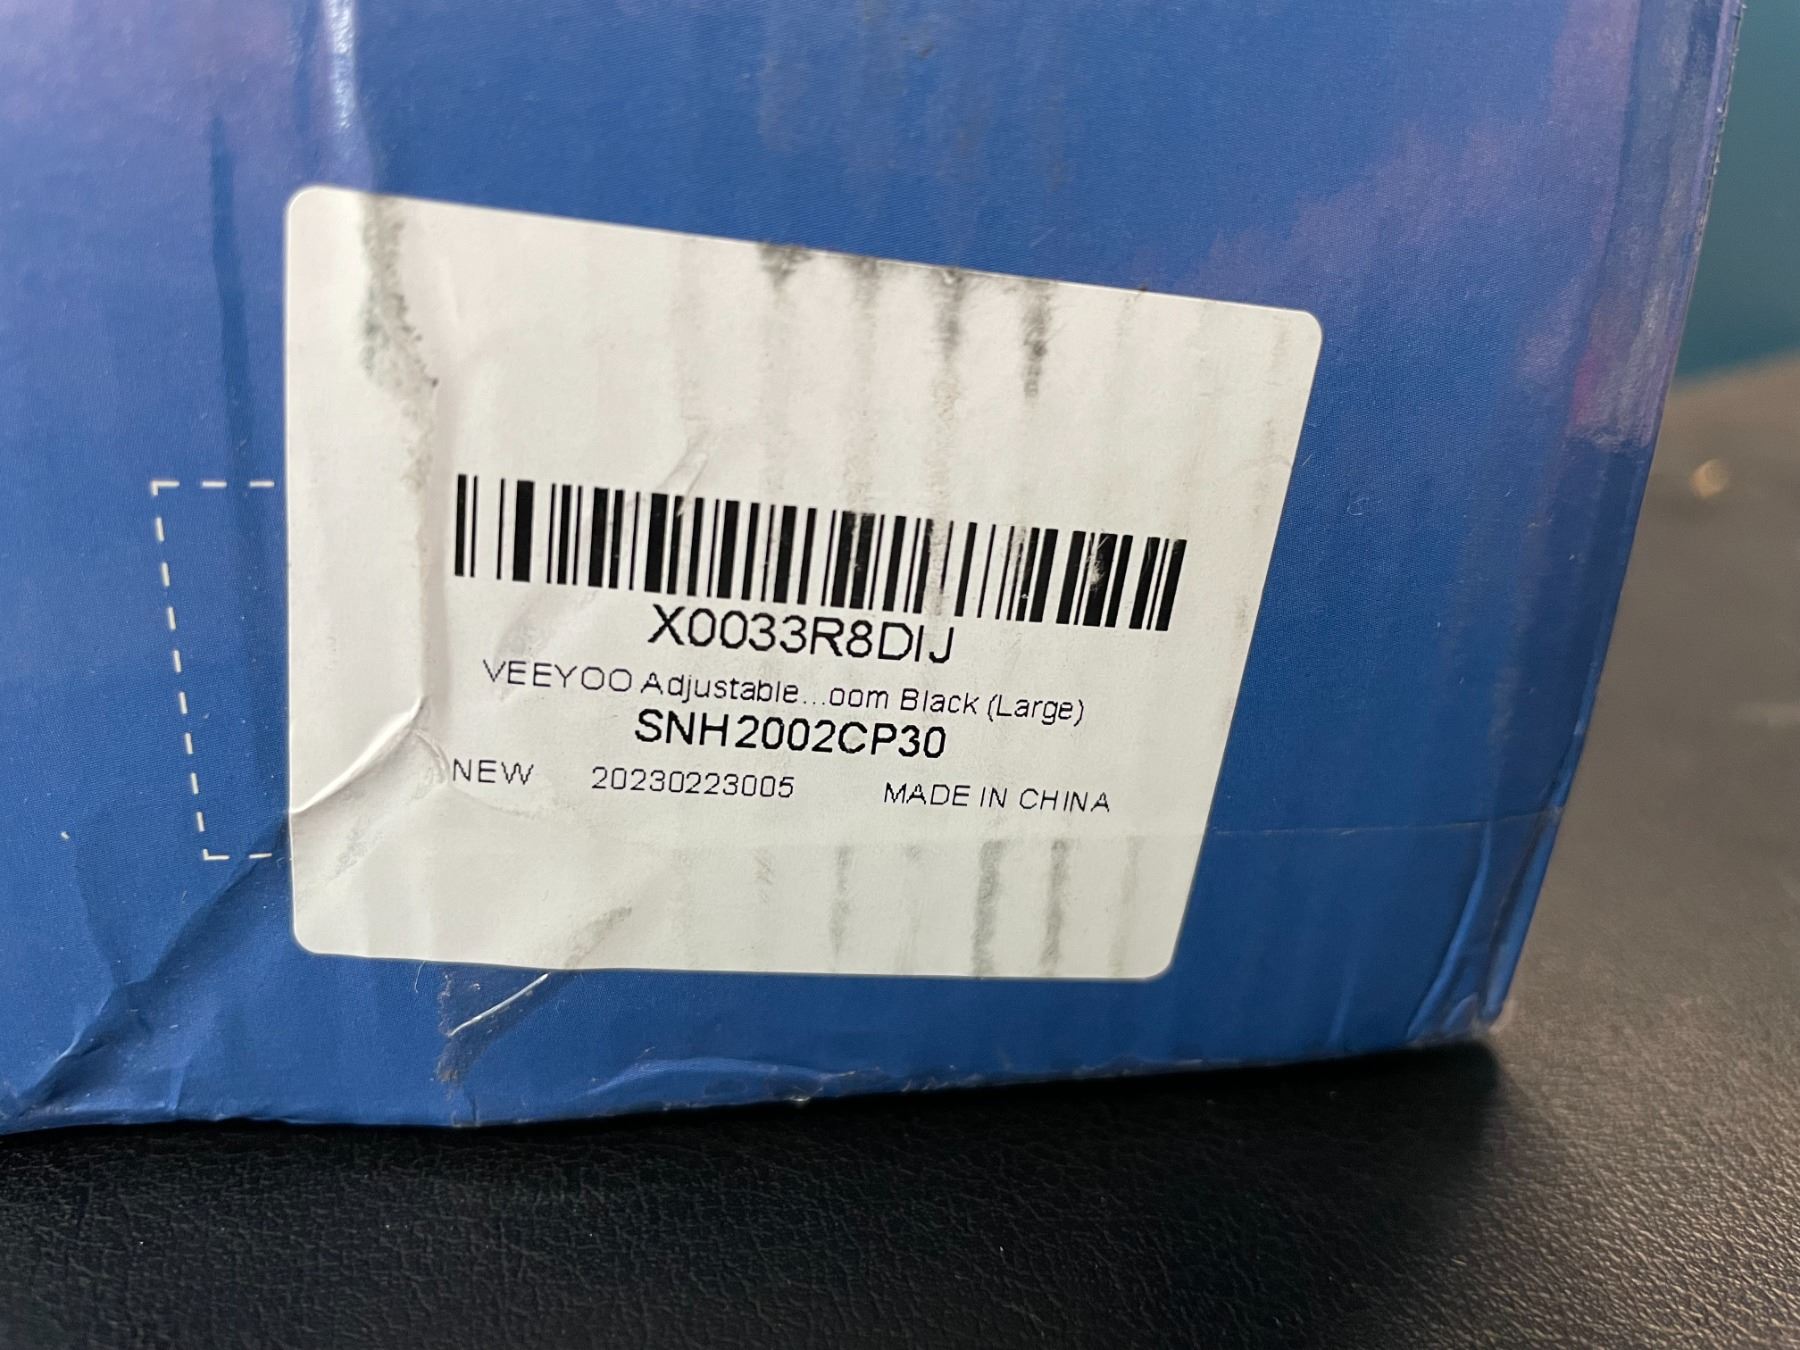 X0033R8DIJ
VEEYOO Adjustable...oom Black (Large)
SNH2002CP30
NEW 20230223005 MADE IN CHINA